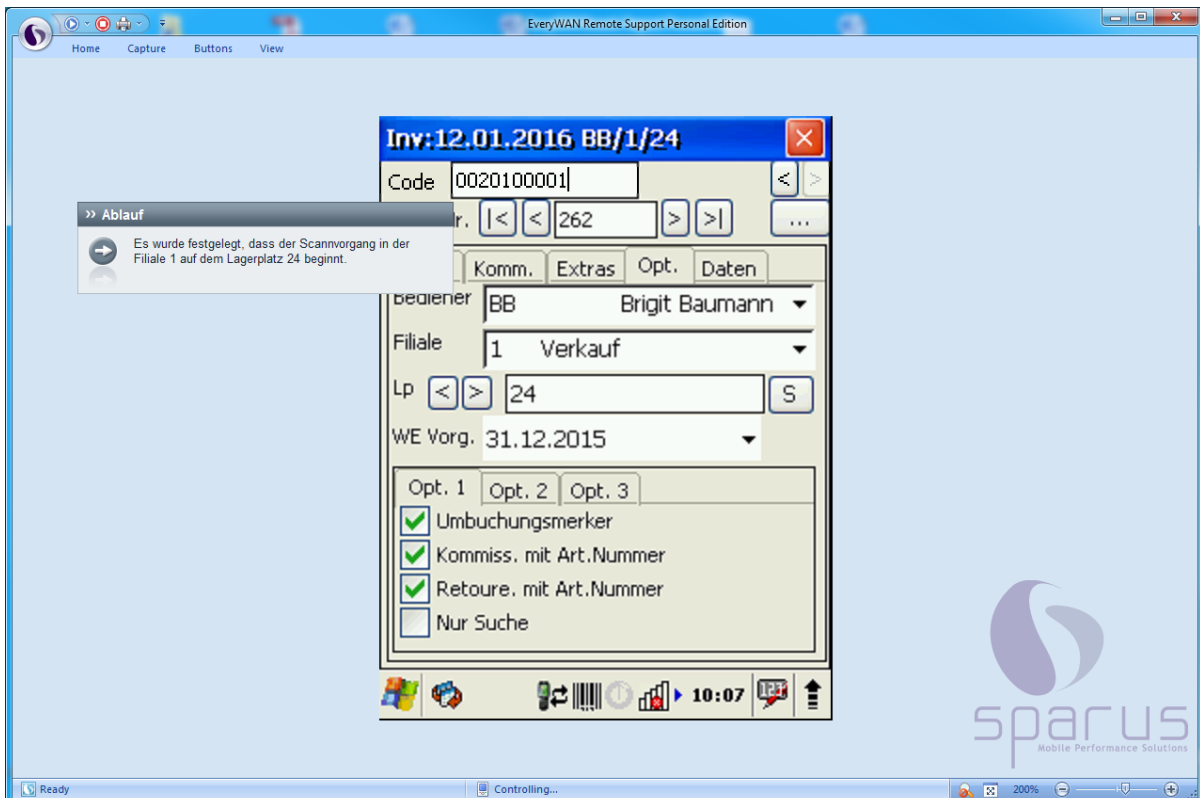 EveryWAN Remote Support Personal Edition
Home Capture Buttons View
Inv:12.01.2016 BB/1/24
Code 0020100001 < >
r. |< < 262 > >| ...
>> Ablauf
Es wurde festgelegt, dass der Scannvorgang in der
Filiale 1 auf dem Lagerplatz 24 beginnt.
Komm. Extras Opt. Daten
Bediener BB Brigit Baumann
Filiale 1 Verkauf
Lp < > 24 S
WE Vorg. 31.12.2015
Opt. 1 Opt. 2 Opt. 3
Umbuchungsmerker
Kommiss. mit Art.Nummer
Retoure. mit Art.Nummer
Nur Suche
10:07 123
sparus
Mobile Performance Solutions
Ready Controlling... 200%